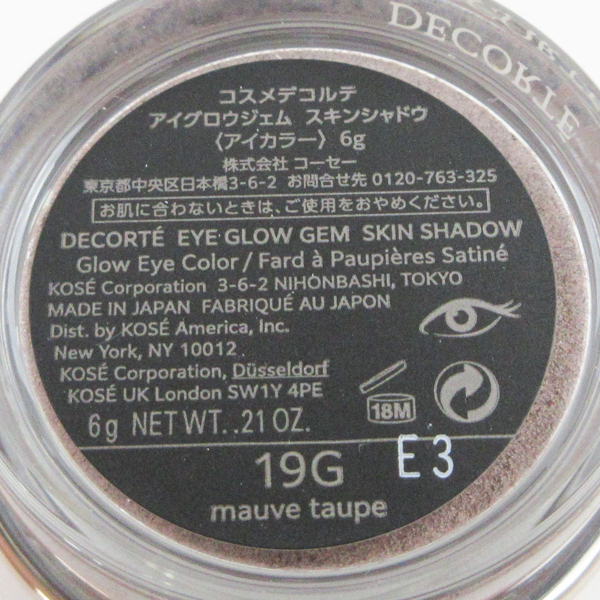 DECORTE
コスメデコルテ
アイグロウジェム スキンシャドウ
〈アイカラー〉 6g
株式会社 コーセー
東京都中央区日本橋3-6-2 お問合せ先 0120-763-325
お肌に合わないときは、ご使用をおやめください。
DECORTÉ EYE GLOW GEM SKIN SHADOW
Glow Eye Color / Fard à Paupières Satiné
KOSÉ Corporation 3-6-2 NIHONBASHI, TOKYO
MADE IN JAPAN FABRIQUÉ AU JAPON
Dist. by KOSÉ America, Inc.
New York, NY 10012
KOSÉ Corporation, Düsseldorf
KOSÉ UK London SW1Y 4PE
18M
6g NET WT. .21 OZ.
19G E3
mauve taupe